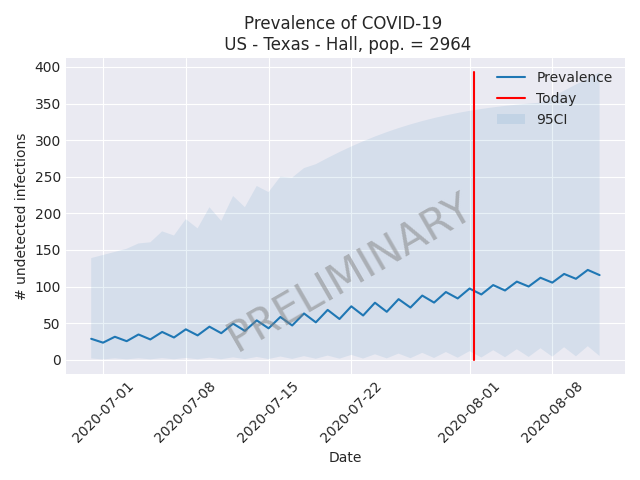 Prevalence of COVID-19
US - Texas - Hall, pop. = 2964
400
350
300
250
200
150
100
50
0
# undetected infections
Prevalence
Today
95CI
PRELIMINARY
2020-07-01
2020-07-08
2020-07-15
2020-07-22
2020-08-01
2020-08-08
Date